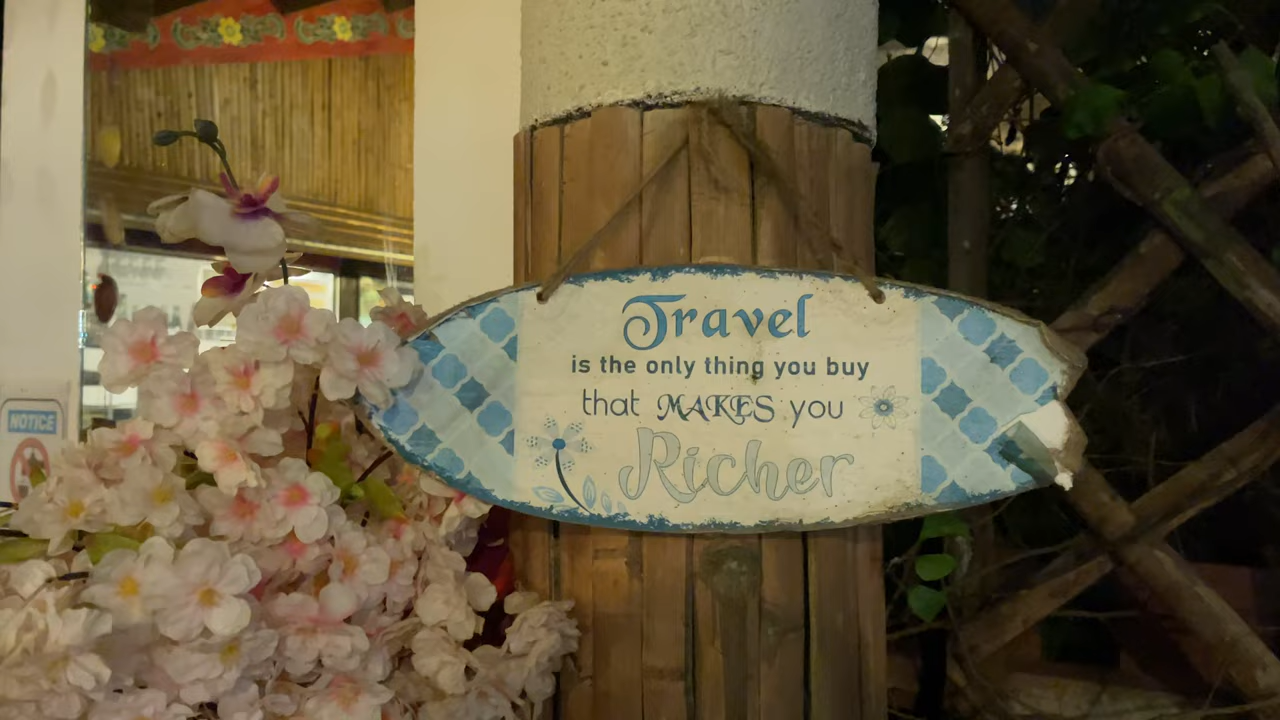 Travel
is the only thing you buy
that MAKES you
Richer
NOTICE